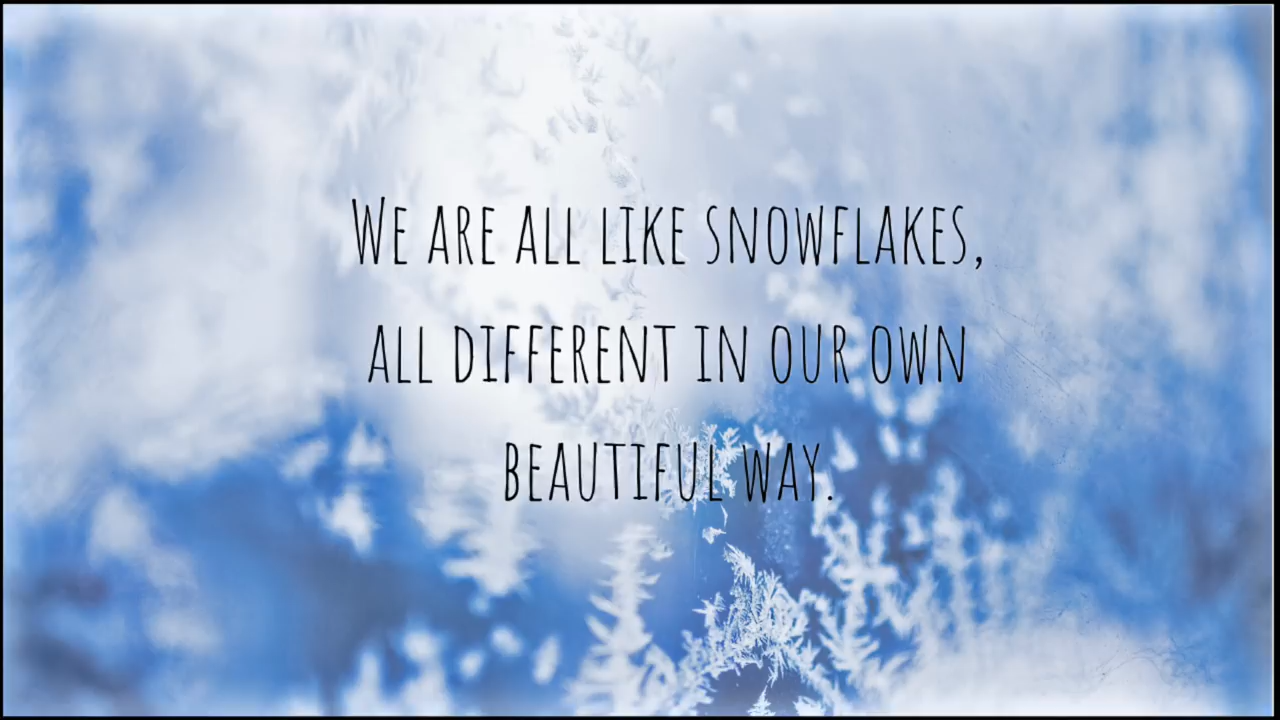 We are all like snowflakes,
all different in our own
beautiful way.